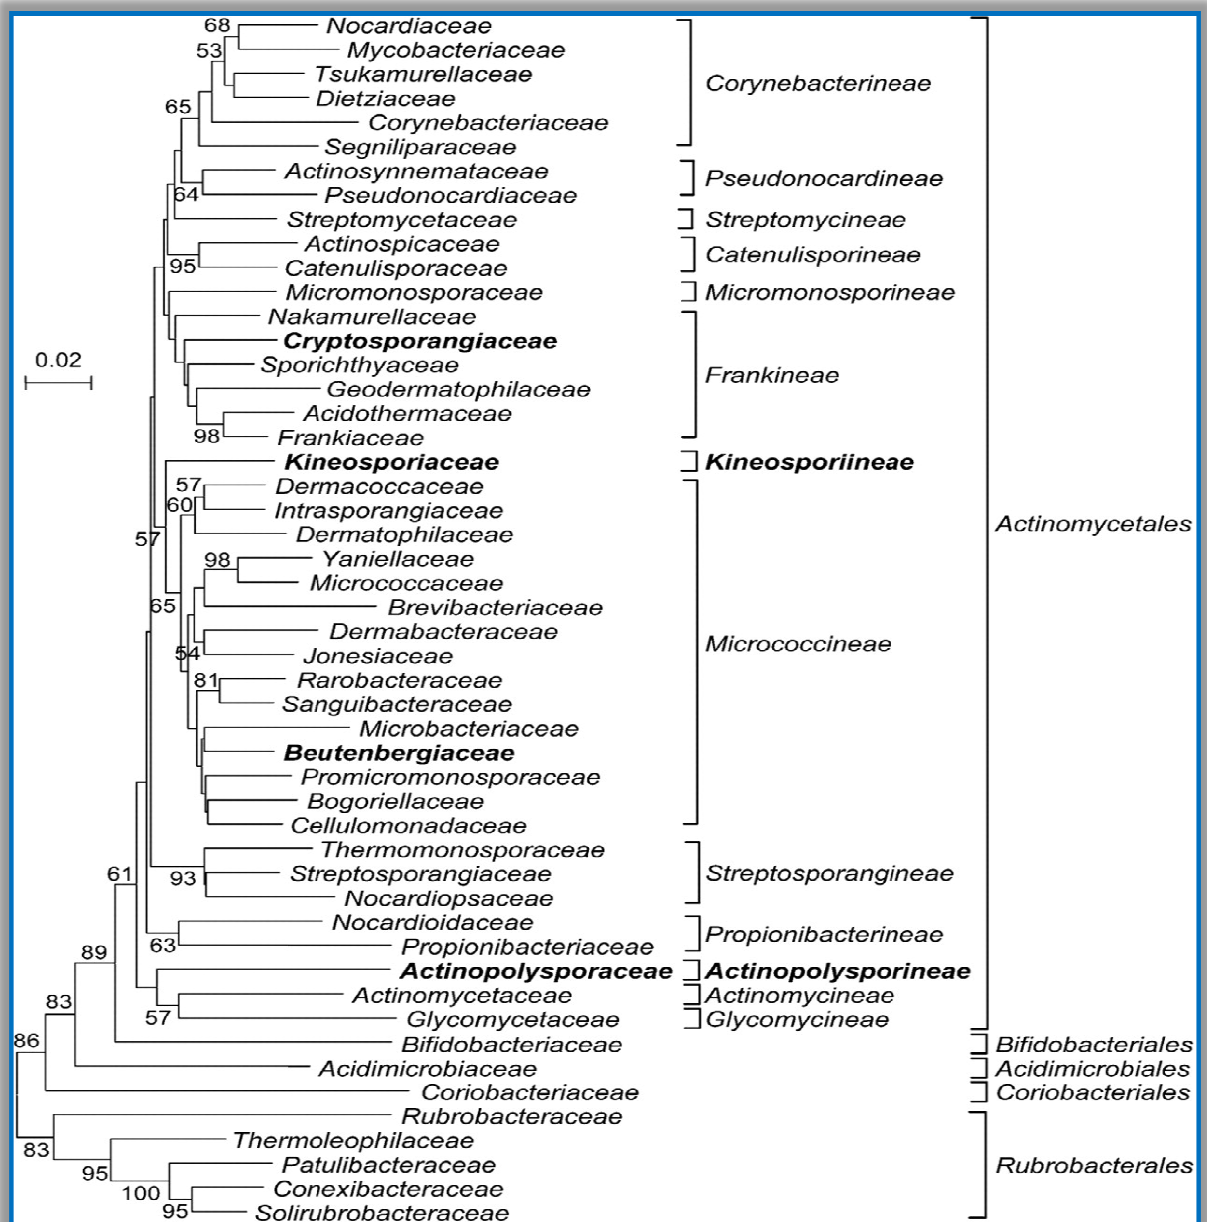 68 Nocardiaceae
53 Mycobacteriaceae
Tsukamurellaceae
Corynebacterineae
Dietziaceae
65
Corynebacteriaceae
Segniliparaceae
Actinosynnemataceae
Pseudonocardineae
64 Pseudonocardiaceae
Streptomycetaceae Streptomycineae
Actinospicaceae
Catenulisporineae
95 Catenulisporaceae
Micromonosporaceae Micromonosporineae
Nakamurellaceae
Cryptosporangiaceae
0.02
Sporichthyaceae
Frankineae
Geodermatophilaceae
Acidothermaceae
98 Frankiaceae
Kineosporiaceae Kineosporiineae
57 Dermacoccaceae
60 Intrasporangiaceae
Actinomycetales
57 Dermatophilaceae
98 Yaniellaceae
Micrococcaceae
65 Brevibacteriaceae
Dermabacteraceae
Micrococcineae
54 Jonesiaceae
81 Rarobacteraceae
Sanguibacteraceae
Microbacteriaceae
Beutenbergiaceae
Promicromonosporaceae
Bogoriellaceae
Cellulomonadaceae
Thermomonosporaceae
61 93 Streptosporangiaceae Streptosporangineae
Nocardiopsaceae
Nocardioidaceae
Propionibacterineae
63 Propionibacteriaceae
89
Actinopolysporaceae Actinopolysporineae
Actinomycetaceae Actinomycineae
83
57 Glycomycetaceae Glycomycineae
86 Bifidobacteriaceae Bifidobacteriales
Acidimicrobiaceae Acidimicrobiales
Coriobacteriaceae Coriobacteriales
Rubrobacteraceae
Thermoleophilaceae
83
95 Patulibacteraceae Rubrobacterales
100 Conexibacteraceae
95 Solirubrobacteraceae